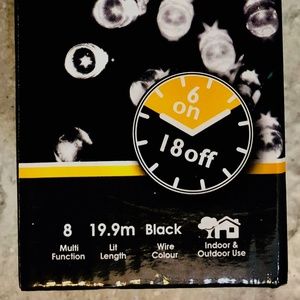 6
on
18off
8 19.9m Black
Multi Lit Wire Indoor &
Function Length Colour Outdoor Use